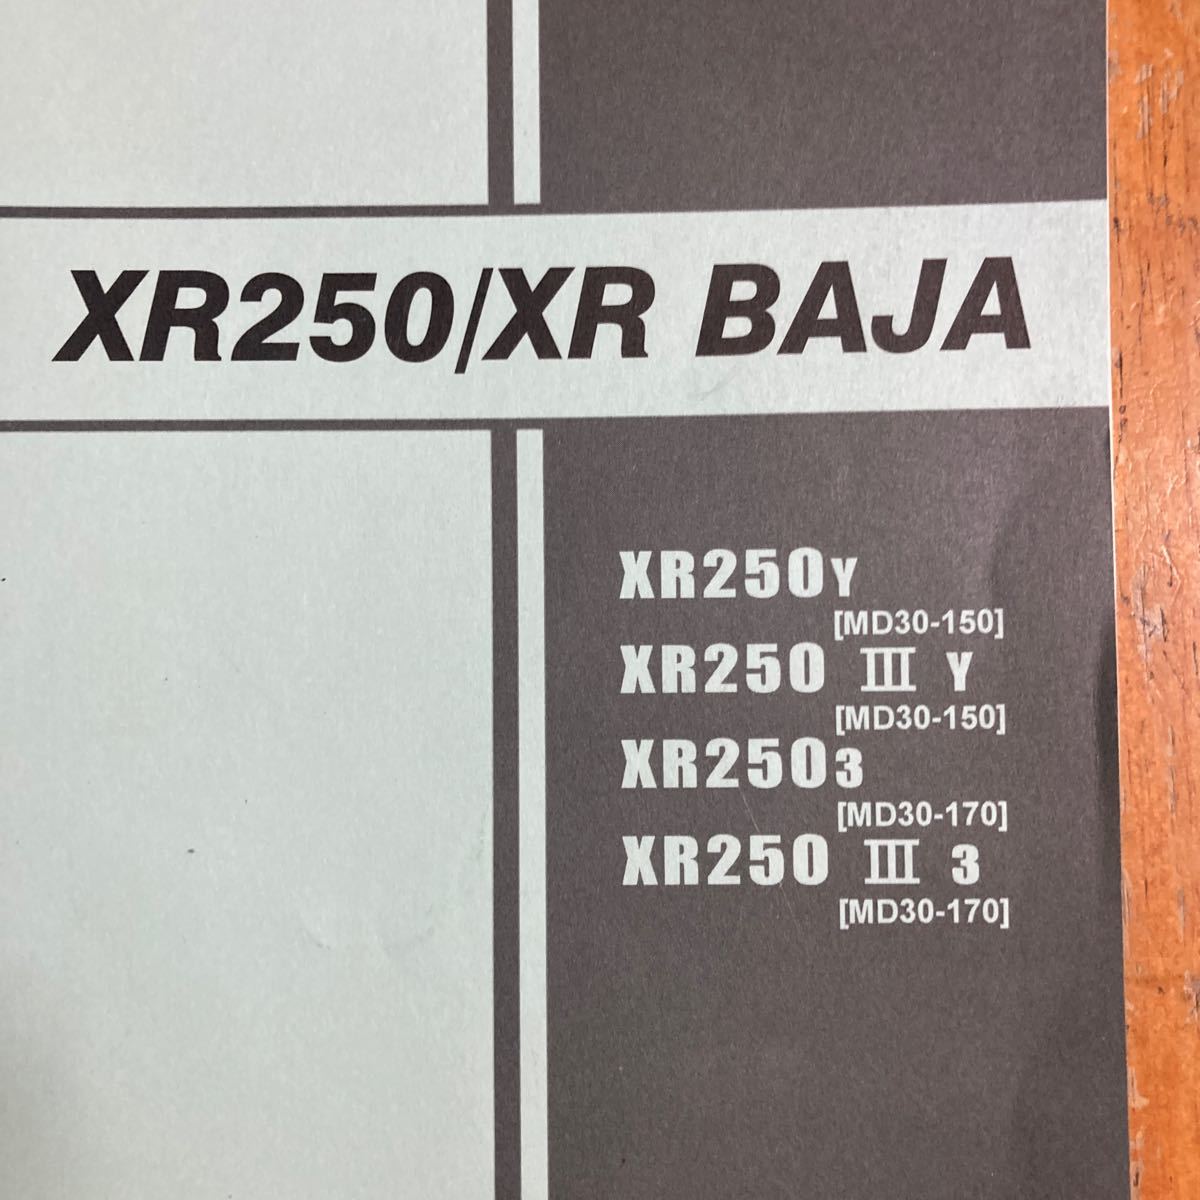 XR250/XR BAJA
XR250Y
[MD30-150]
XR250 III Y
[MD30-150]
XR2503
[MD30-170]
XR250 III 3
[MD30-170]